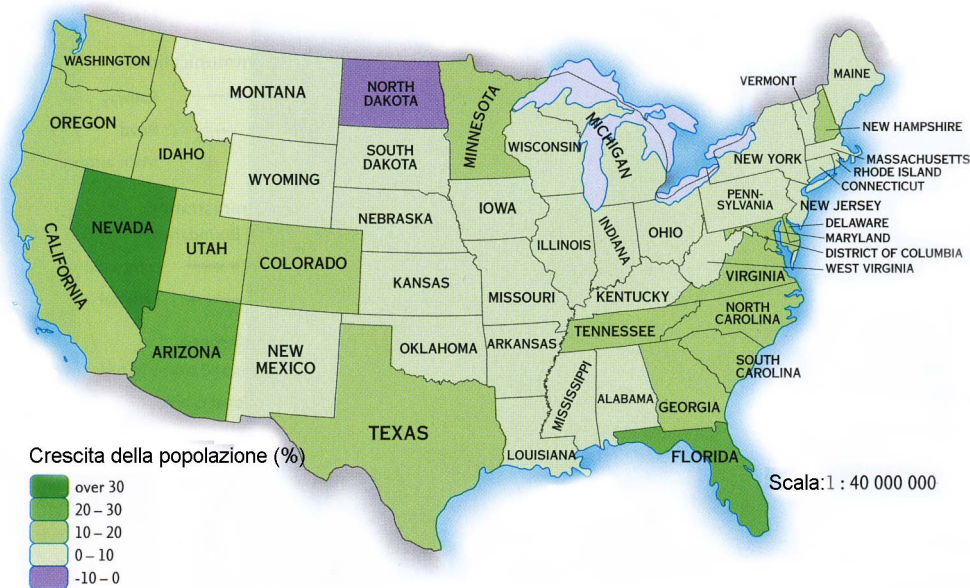 WASHINGTON
OREGON
IDAHO
MONTANA
NORTH
DAKOTA
MINNESOTA
SOUTH
DAKOTA
WYOMING
WISCONSIN
MICHIGAN
VERMONT
MAINE
NEW HAMPSHIRE
NEW YORK
MASSACHUSETTS
RHODE ISLAND
CONNECTICUT
PENN-
SYLVANIA
NEW JERSEY
DELAWARE
MARYLAND
DISTRICT OF COLUMBIA
WEST VIRGINIA
NEVADA
UTAH
COLORADO
CALIFORNIA
NEBRASKA
IOWA
ILLINOIS
INDIANA
OHIO
KANSAS
MISSOURI
KENTUCKY
VIRGINIA
NORTH
CAROLINA
TENNESSEE
SOUTH
CAROLINA
ARIZONA
NEW
MEXICO
OKLAHOMA
ARKANSAS
MISSISSIPPI
ALABAMA
GEORGIA
TEXAS
LOUISIANA
FLORIDA
Crescita della popolazione (%)
over 30
20 – 30
10 – 20
0 – 10
-10 – 0
Scala:1 : 40 000 000